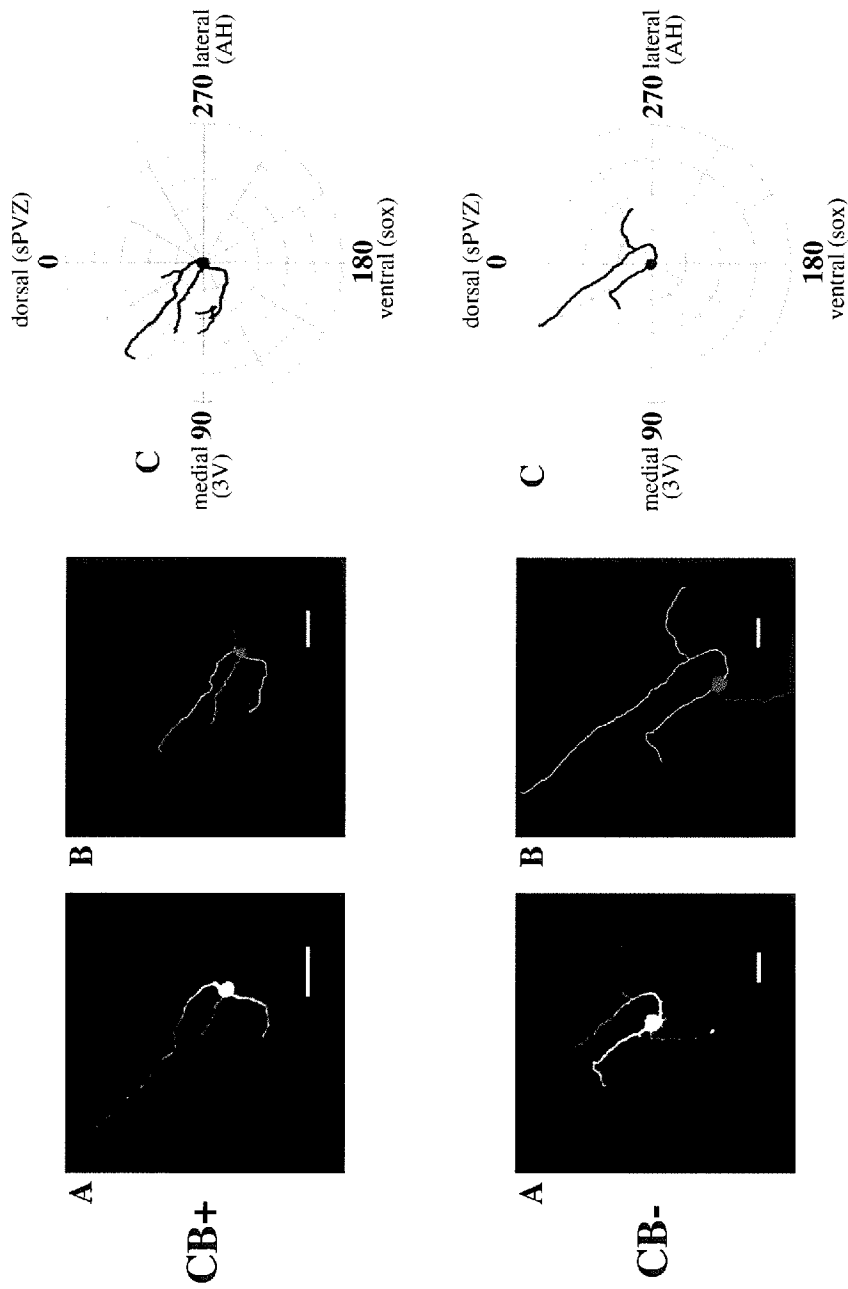 CB+
A
B
C
dorsal (sPVZ)
0
medial 90
(3V)
270 lateral
(AH)
180
ventral (sox)
CB-
A
B
C
dorsal (sPVZ)
0
medial 90
(3V)
270 lateral
(AH)
180
ventral (sox)